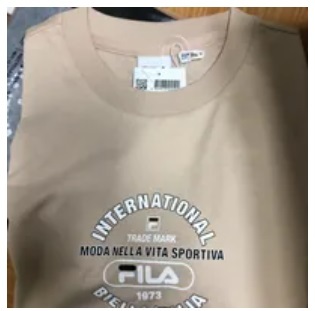 INTERNATIONAL
TRADE MARK
MODA NELLA VITA SPORTIVA
FILA
1973